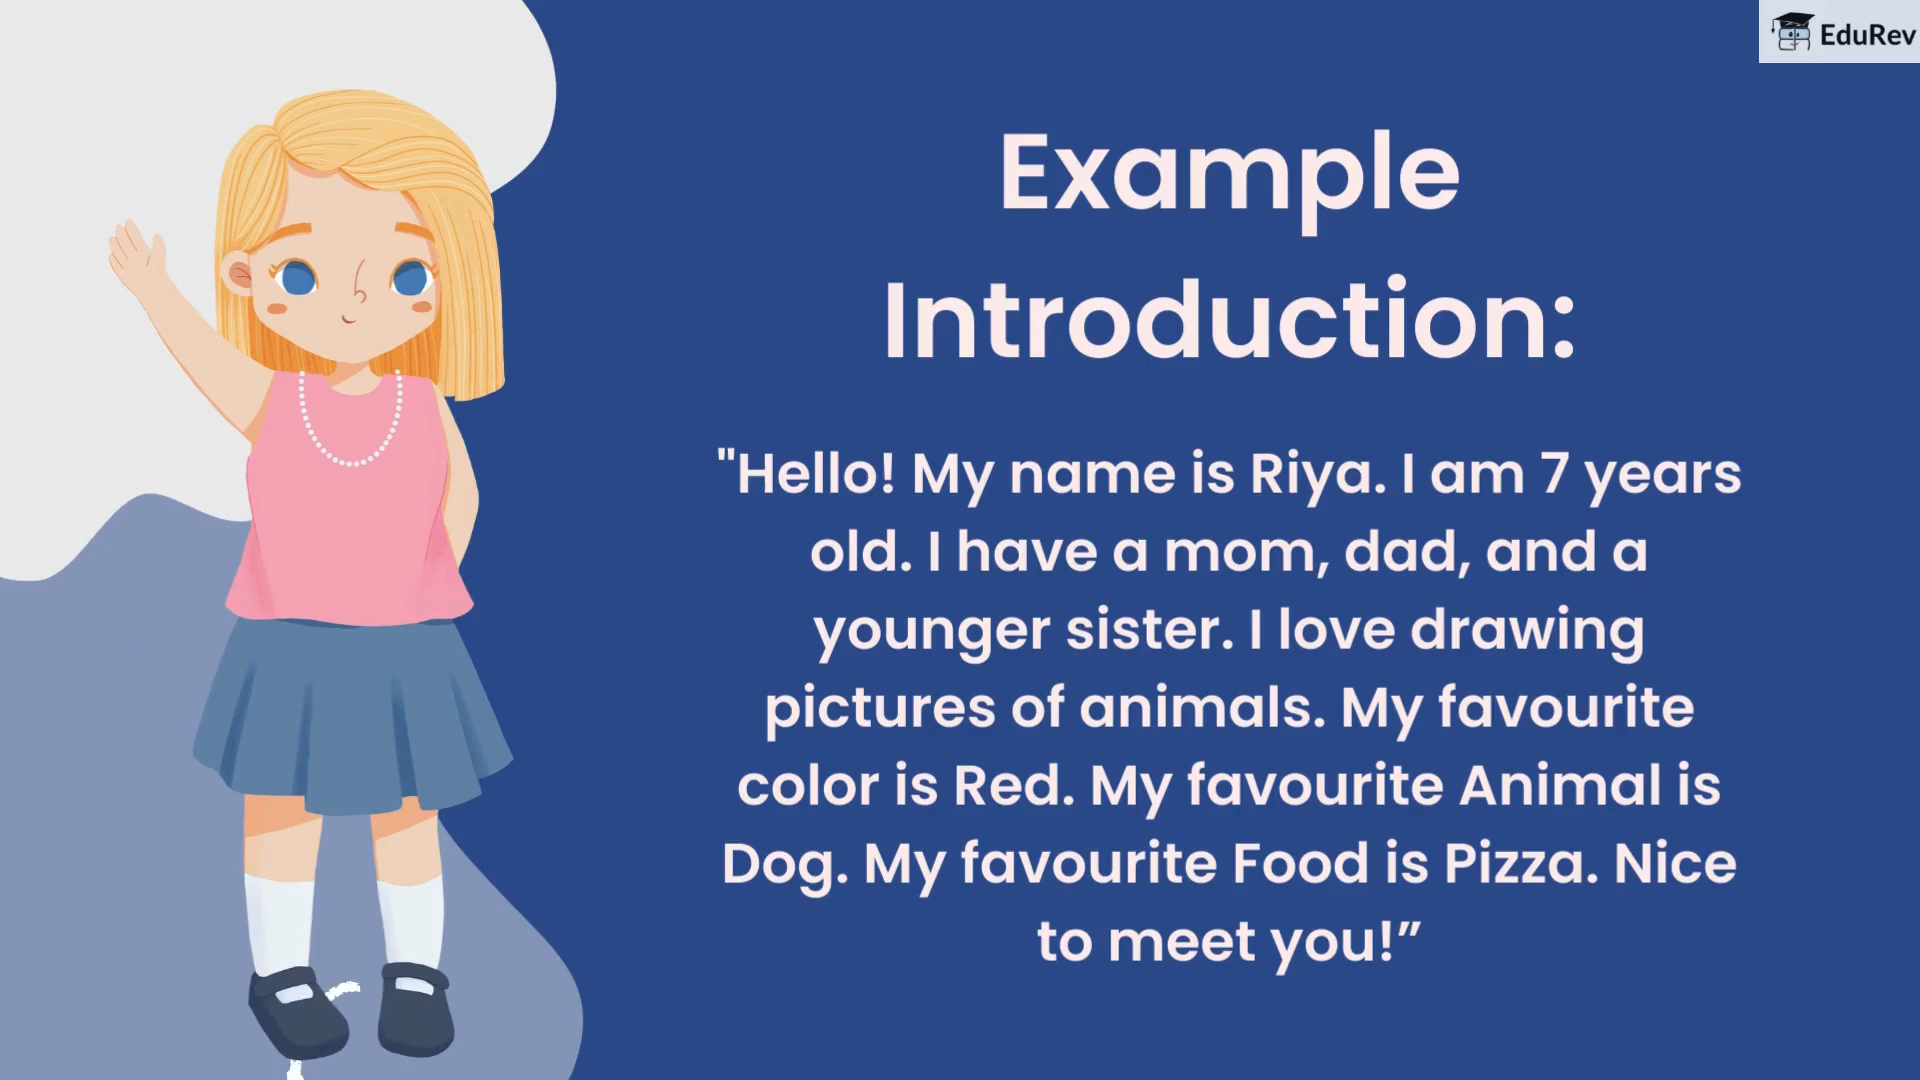 EduRev
Example
Introduction:
"Hello! My name is Riya. I am 7 years
old. I have a mom, dad, and a
younger sister. I love drawing
pictures of animals. My favourite
color is Red. My favourite Animal is
Dog. My favourite Food is Pizza. Nice
to meet you!”